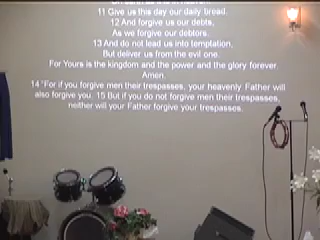 11 Give us this day our daily bread.
12 And forgive us our debts,
As we forgive our debtors.
13 And do not lead us into temptation,
But deliver us from the evil one.
For Yours is the kingdom and the power and the glory forever.
Amen.
14 "For if you forgive men their trespasses, your heavenly Father will
also forgive you. 15 But if you do not forgive men their trespasses,
neither will your Father forgive your trespasses.